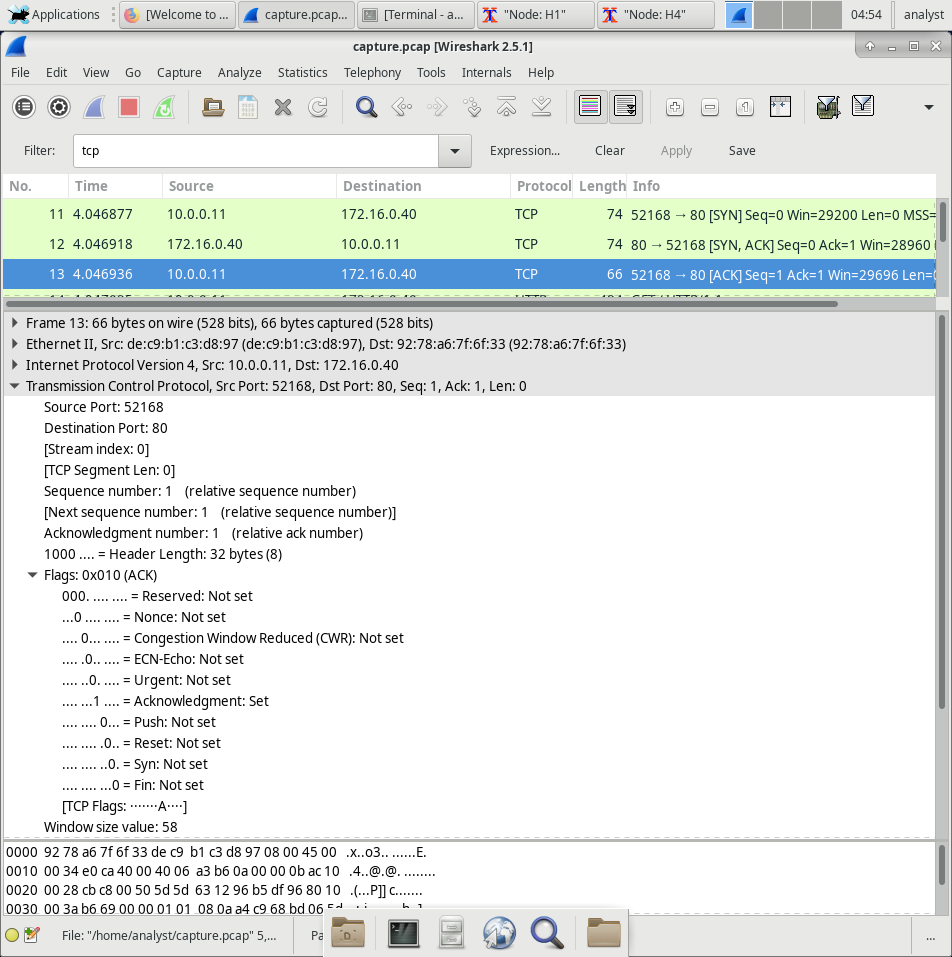 Applications [Welcome to ... capture.pcap... [Terminal - a... "Node: H1" "Node: H4" 04:54 analyst
capture.pcap [Wireshark 2.5.1]
File Edit View Go Capture Analyze Statistics Telephony Tools Internals Help
Filter: tcp Expression... Clear Apply Save
No. Time Source Destination Protocol Length Info
11 4.046877 10.0.0.11 172.16.0.40 TCP 74 52168 → 80 [SYN] Seq=0 Win=29200 Len=0 MSS=
12 4.046918 172.16.0.40 10.0.0.11 TCP 74 80 → 52168 [SYN, ACK] Seq=0 Ack=1 Win=28960
13 4.046936 10.0.0.11 172.16.0.40 TCP 66 52168 → 80 [ACK] Seq=1 Ack=1 Win=29696 Len=0
Frame 13: 66 bytes on wire (528 bits), 66 bytes captured (528 bits)
Ethernet II, Src: de:c9:b1:c3:d8:97 (de:c9:b1:c3:d8:97), Dst: 92:78:a6:7f:6f:33 (92:78:a6:7f:6f:33)
Internet Protocol Version 4, Src: 10.0.0.11, Dst: 172.16.0.40
Transmission Control Protocol, Src Port: 52168, Dst Port: 80, Seq: 1, Ack: 1, Len: 0
Source Port: 52168
Destination Port: 80
[Stream index: 0]
[TCP Segment Len: 0]
Sequence number: 1 (relative sequence number)
[Next sequence number: 1 (relative sequence number)]
Acknowledgment number: 1 (relative ack number)
1000 .... = Header Length: 32 bytes (8)
Flags: 0x010 (ACK)
000. .... .... = Reserved: Not set
...0 .... .... = Nonce: Not set
.... 0... .... = Congestion Window Reduced (CWR): Not set
.... .0.. .... = ECN-Echo: Not set
.... ..0. .... = Urgent: Not set
.... ...1 .... = Acknowledgment: Set
.... .... 0... = Push: Not set
.... .... .0.. = Reset: Not set
.... .... ..0. = Syn: Not set
.... .... ...0 = Fin: Not set
[TCP Flags: ·······A····]
Window size value: 58
0000 92 78 a6 7f 6f 33 de c9 b1 c3 d8 97 08 00 45 00 .x..o3.. ......E.
0010 00 34 e0 ca 40 00 40 06 a3 b6 0a 00 00 0b ac 10 .4..@.@. ........
0020 00 28 cb c8 00 50 5d 5d 63 12 96 b5 df 96 80 10 .(...P]] c.......
0030 00 3a b6 69 00 00 01 01 08 0a a4 c9 68 bd 06 5d
File: "/home/analyst/capture.pcap" 5,... Pa ...